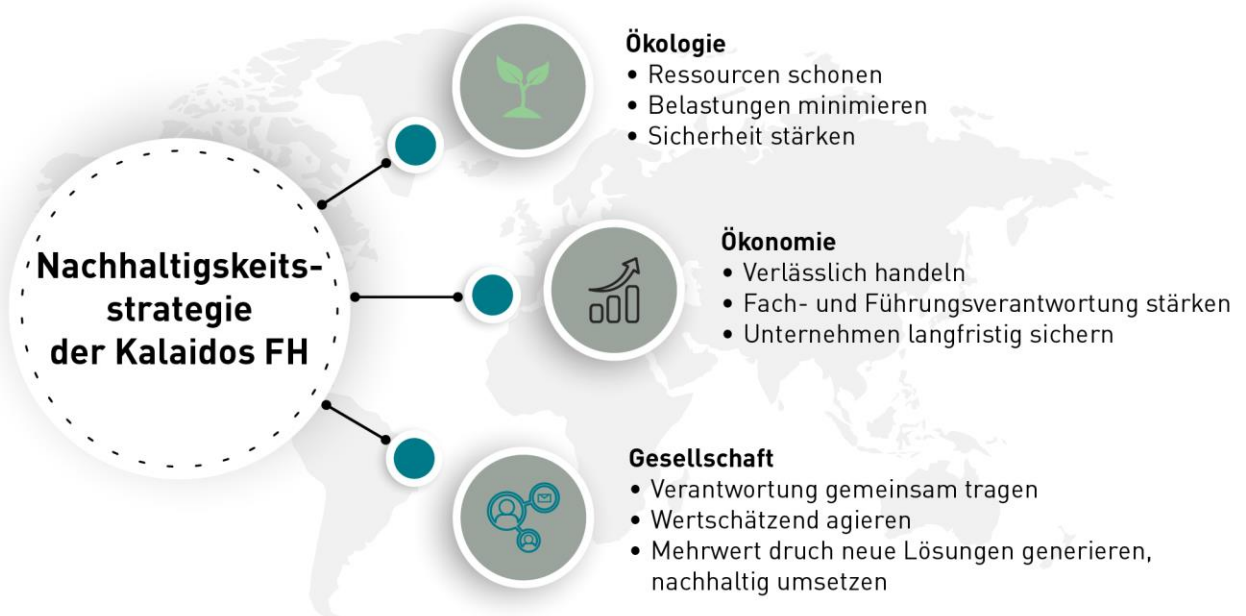 Nachhaltigskeits-
strategie
der Kalaidos FH
Ökologie
• Ressourcen schonen
• Belastungen minimieren
• Sicherheit stärken
Ökonomie
• Verlässlich handeln
• Fach- und Führungsverantwortung stärken
• Unternehmen langfristig sichern
Gesellschaft
• Verantwortung gemeinsam tragen
• Wertschätzend agieren
• Mehrwert druch neue Lösungen generieren,
nachhaltig umsetzen